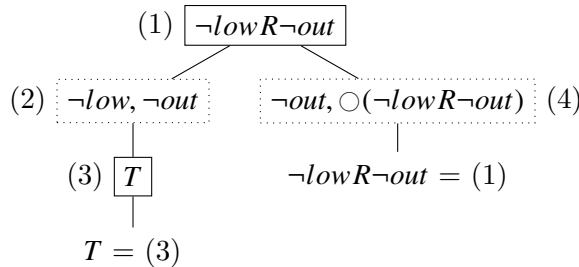 (1) ¬lowR¬out
(2) ¬low, ¬out ¬out, ○(¬lowR¬out) (4)
(3) T ¬lowR¬out = (1)
T = (3)